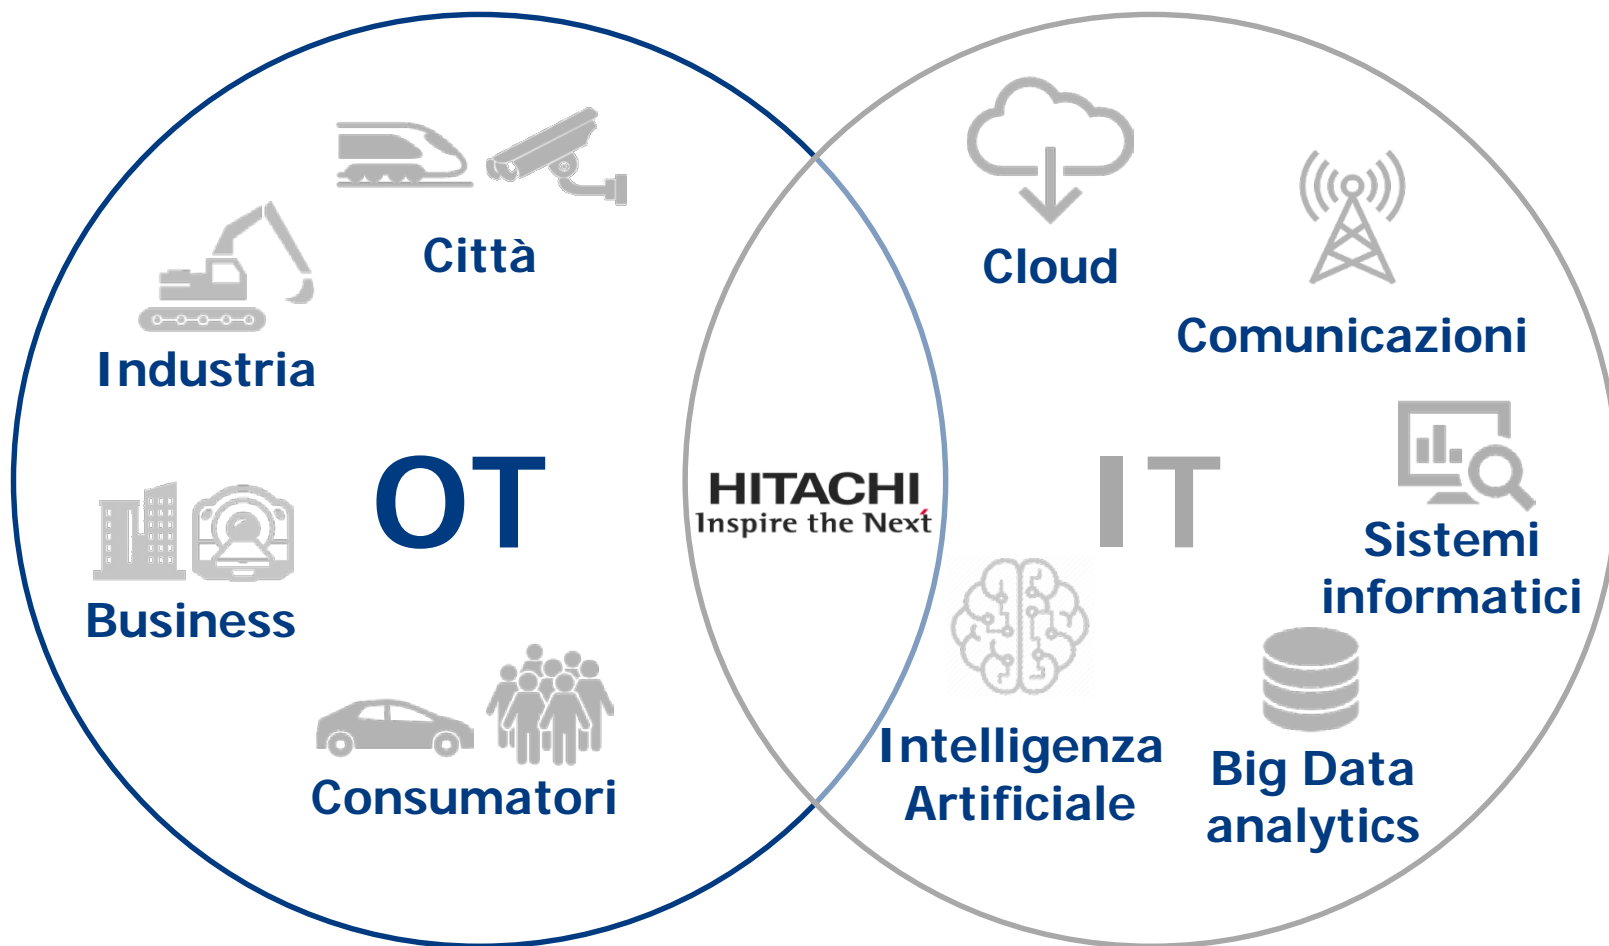 Città
Industria
OT
Business
Consumatori
HITACHI
Inspire the Next
Cloud
Comunicazioni
IT
Sistemi
informatici
Intelligenza
Artificiale
Big Data
analytics